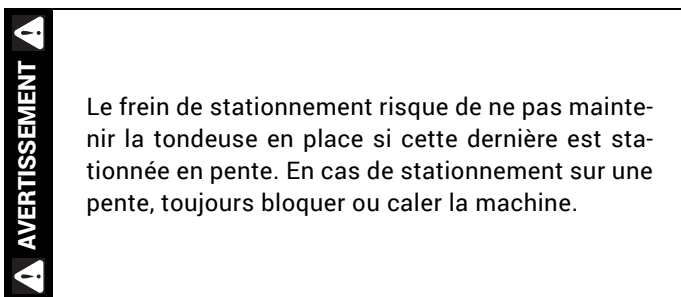 AVERTISSEMENT
Le frein de stationnement risque de ne pas mainte-
nir la tondeuse en place si cette dernière est sta-
tionnée en pente. En cas de stationnement sur une
pente, toujours bloquer ou caler la machine.